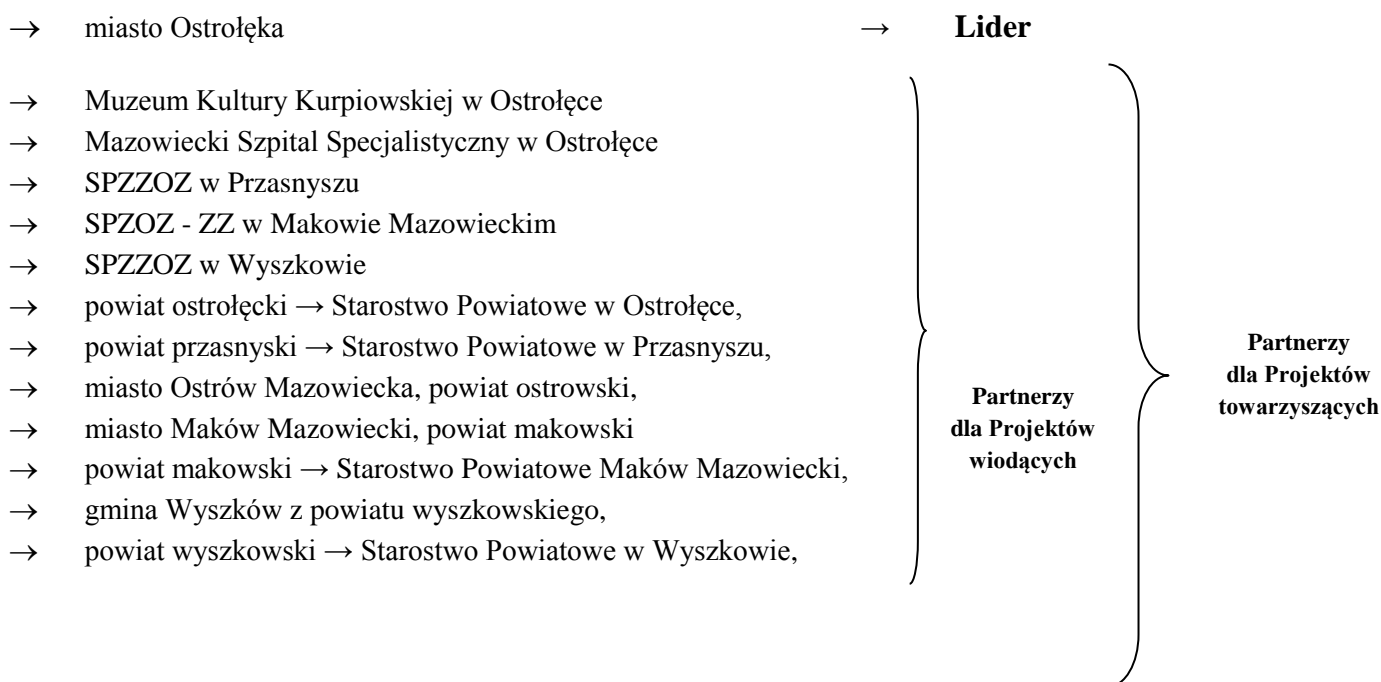 → miasto Ostrołęka → Lider
→ Muzeum Kultury Kurpiowskiej w Ostrołęce
→ Mazowiecki Szpital Specjalistyczny w Ostrołęce
→ SPZZOZ w Przasnyszu
→ SPZOZ - ZZ w Makowie Mazowieckim
→ SPZZOZ w Wyszkowie
→ powiat ostrołęcki → Starostwo Powiatowe w Ostrołęce,
→ powiat przasnyski → Starostwo Powiatowe w Przasnyszu,
→ miasto Ostrów Mazowiecka, powiat ostrowski,
→ miasto Maków Mazowiecki, powiat makowski
→ powiat makowski → Starostwo Powiatowe Maków Mazowiecki,
→ gmina Wyszków z powiatu wyszkowskiego,
→ powiat wyszkowski → Starostwo Powiatowe w Wyszkowie,
Partnerzy
dla Projektów
wiodących
Partnerzy
dla Projektów
towarzyszących